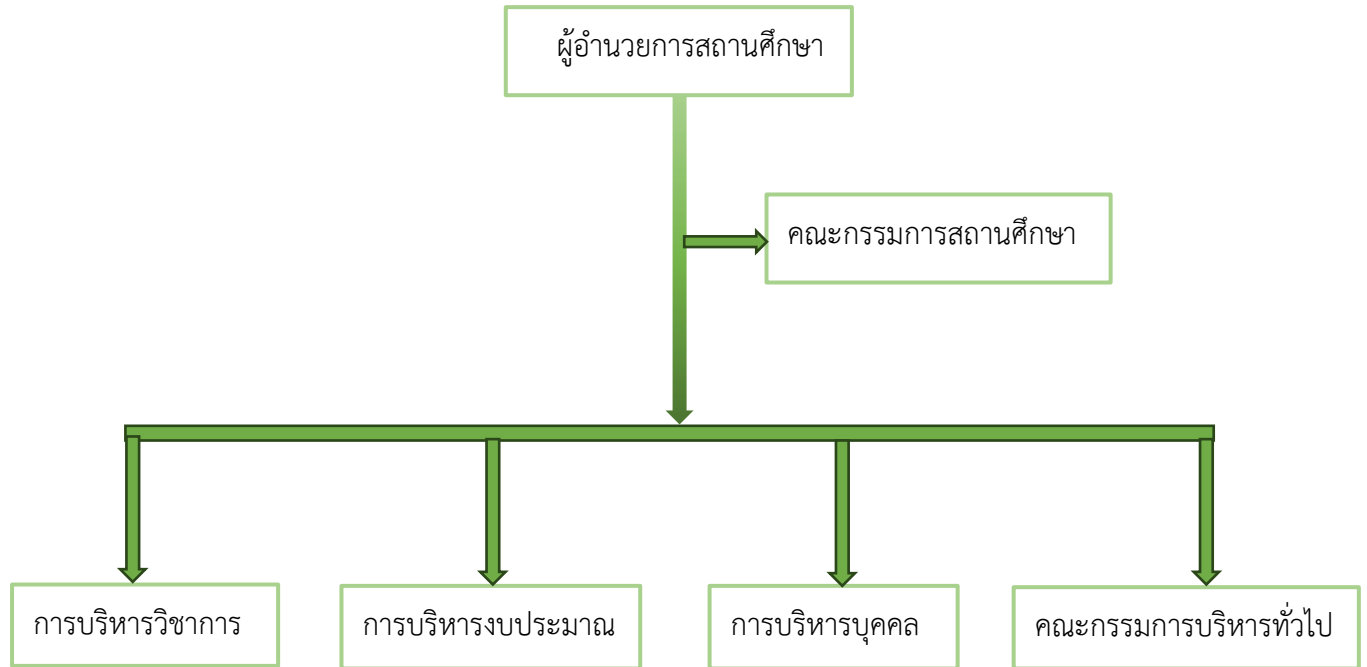 ผู้อำนวยการสถานศึกษา
คณะกรรมการสถานศึกษา
การบริหารวิชาการ
การบริหารงบประมาณ
การบริหารบุคคล
คณะกรรมการบริหารทั่วไป